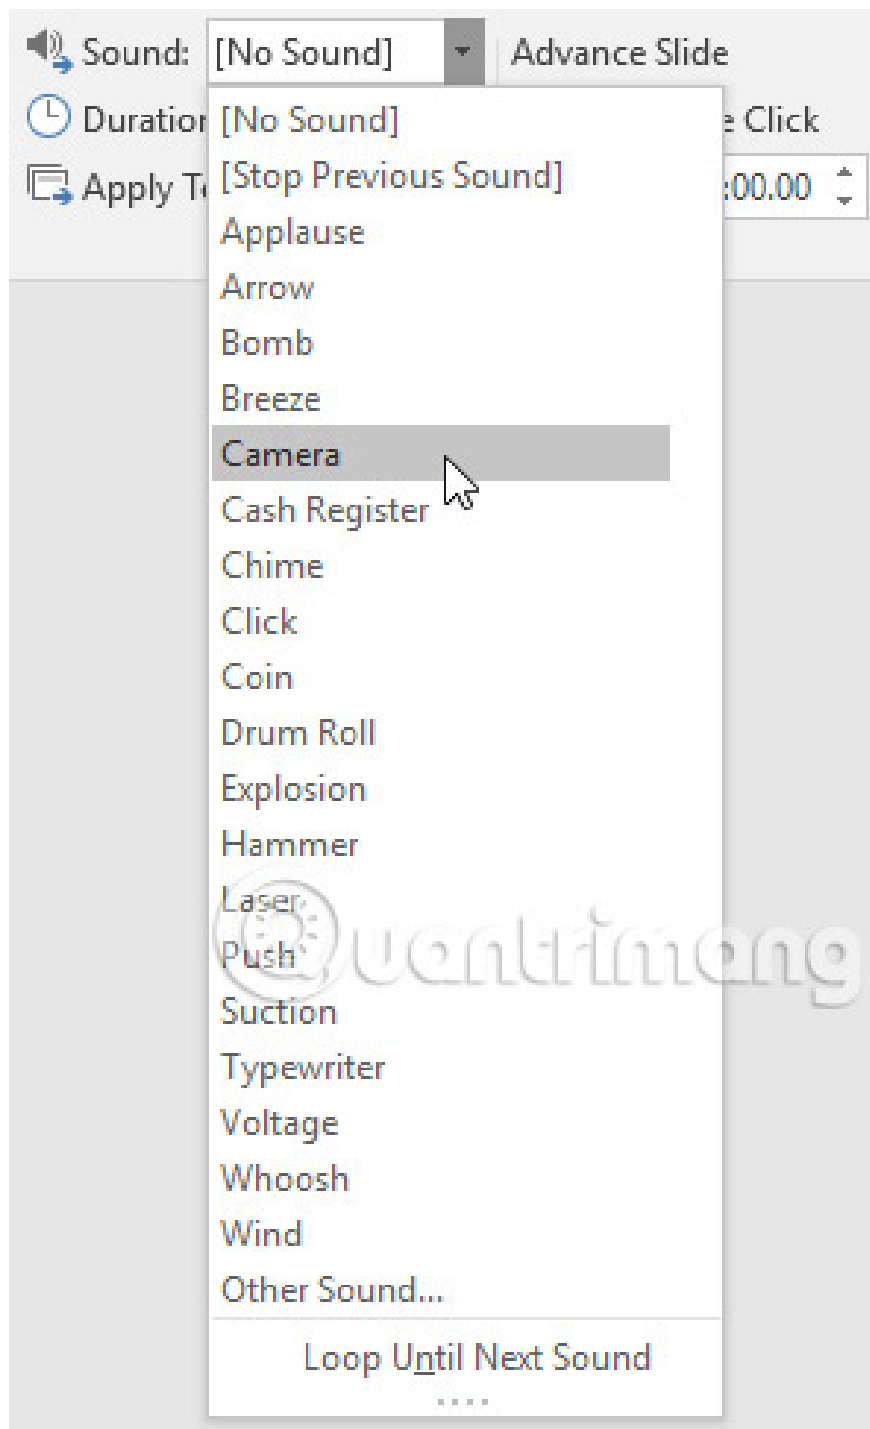 Sound: [No Sound] Advance Slide
Duration e Click
Apply To :00.00
[No Sound]
[Stop Previous Sound]
Applause
Arrow
Bomb
Breeze
Camera
Cash Register
Chime
Click
Coin
Drum Roll
Explosion
Hammer
Laser
Push
Quantrimang
Suction
Typewriter
Voltage
Whoosh
Wind
Other Sound...
Loop Until Next Sound